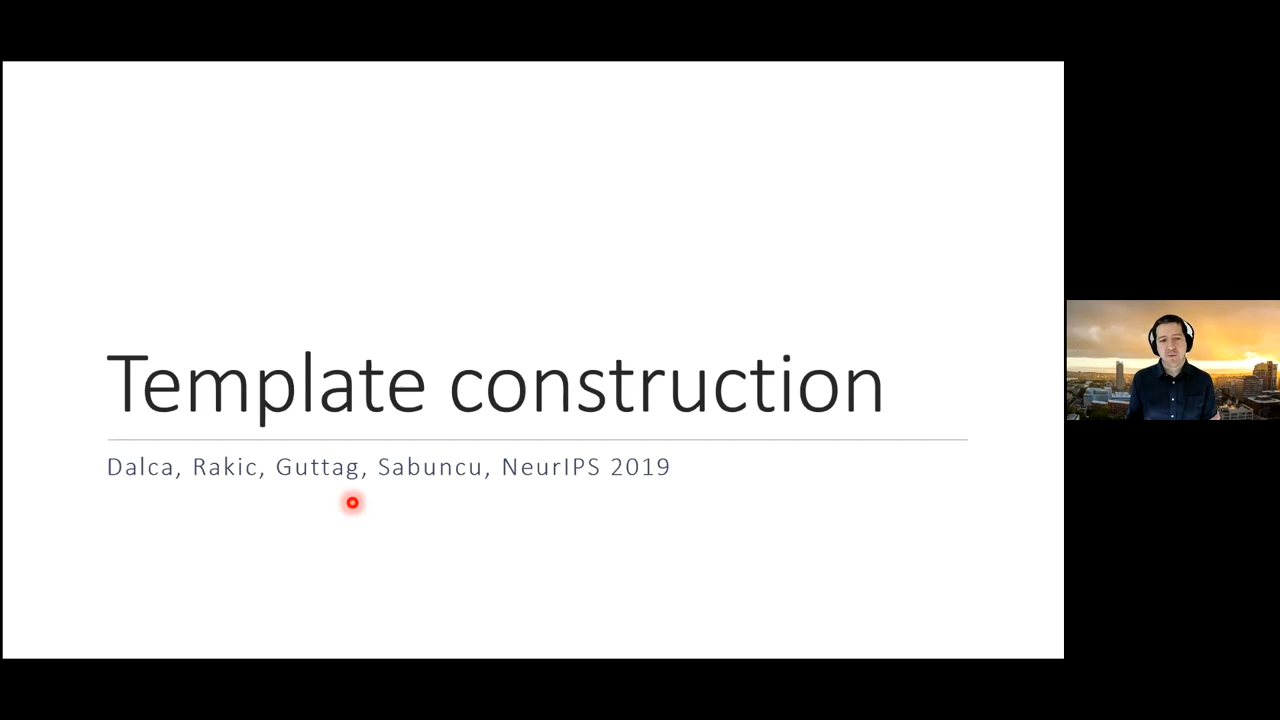 Template construction
Dalca, Rakic, Guttag, Sabuncu, NeurIPS 2019